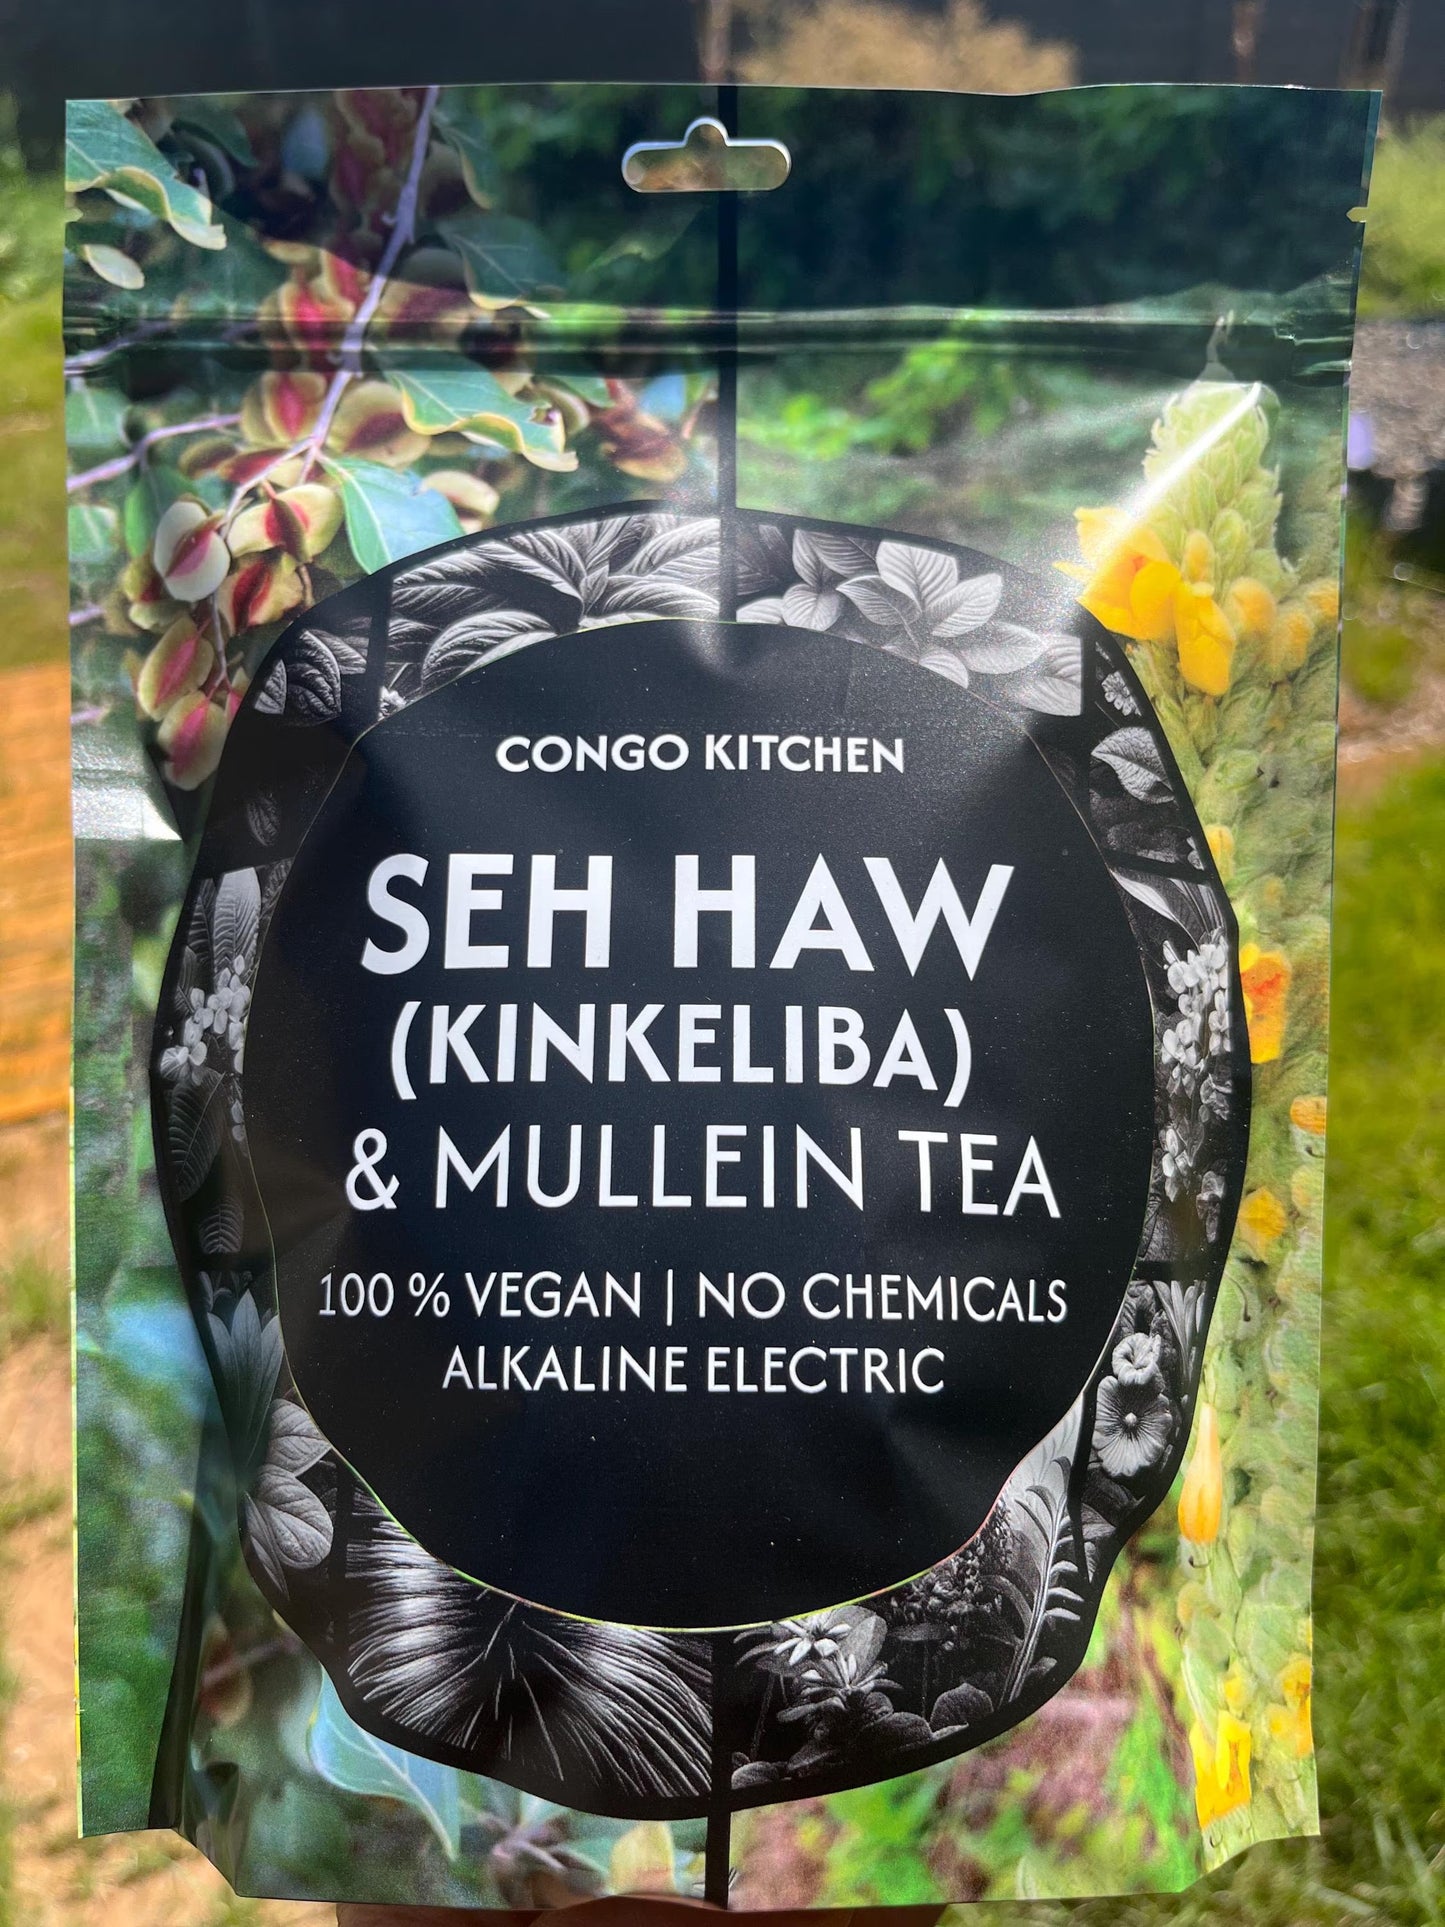 CONGO KITCHEN
SEH HAW
(KINKELIBA)
& MULLEIN TEA
100 % VEGAN | NO CHEMICALS
ALKALINE ELECTRIC